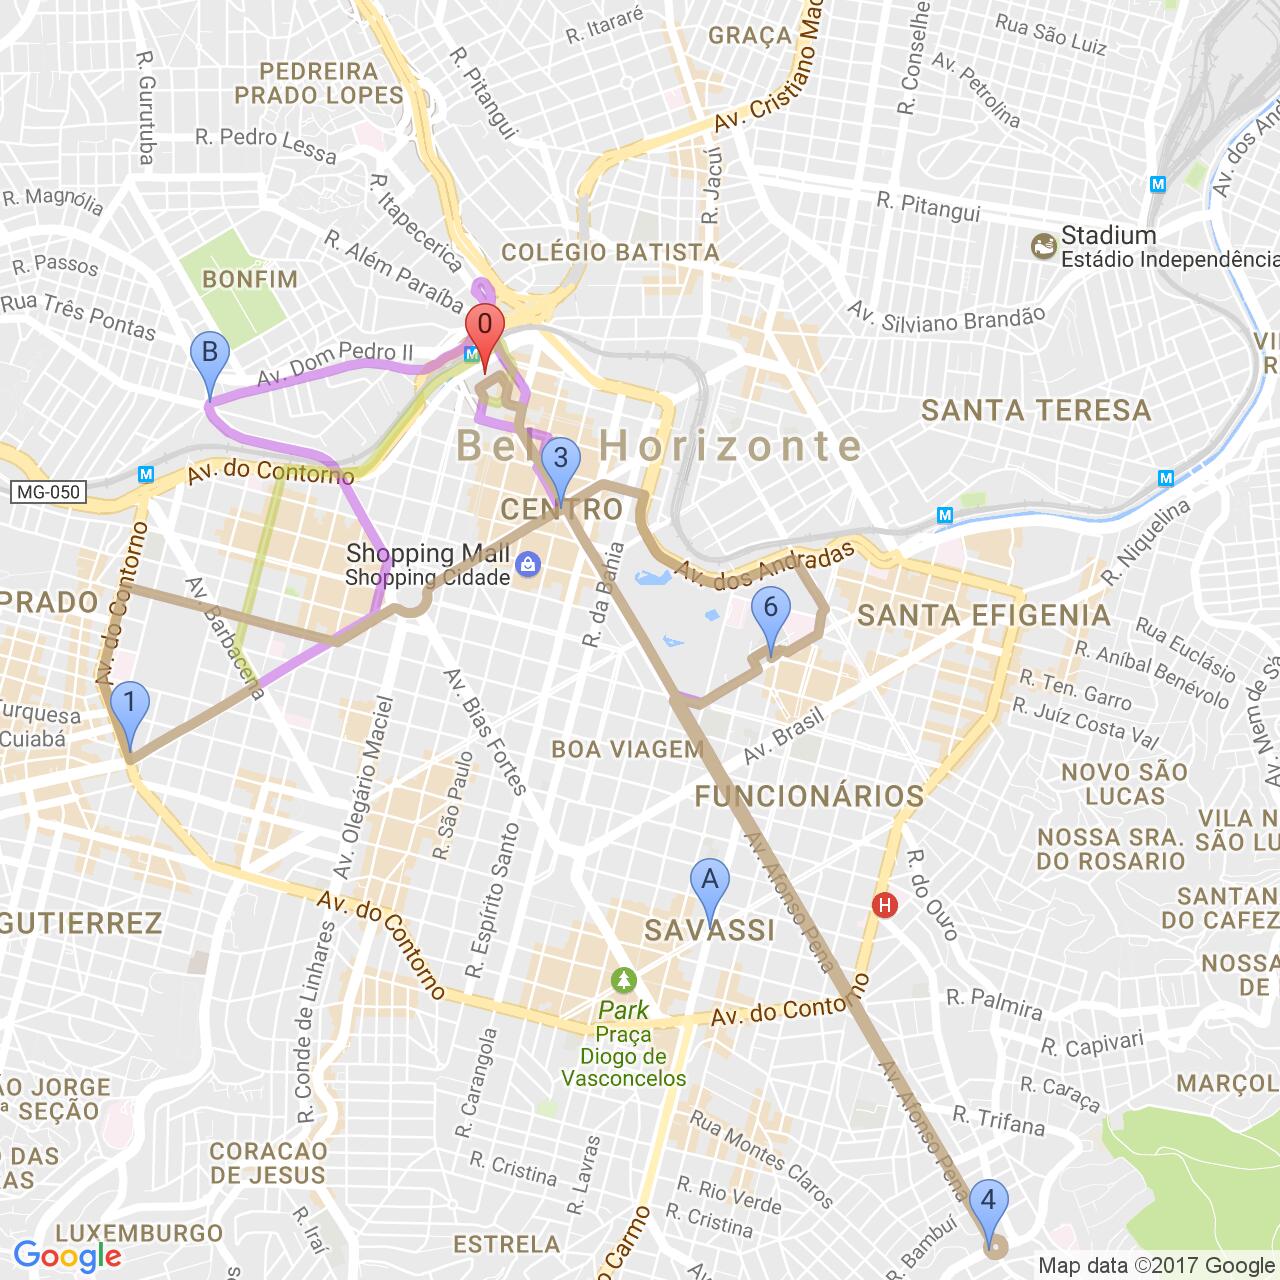 R. Itararé
GRAÇA
Rua São Luiz
R. Conselhe
R. Gurutuba
PEDREIRA
PRADO LOPES
R. Pitangui
Av. Cristiano Mac
Av. Petrolina
R. Pedro Lessa
R. Jacuí
Av. dos And
M
R. Magnólia
R. Itapecerica
R. Pitangui
R. Além Paraíba
COLÉGIO BATISTA
Stadium
Estádio Independência
R. Passos
BONFIM
Rua Três Pontas
Av. Silviano Brandão
0
B
M
Av. Dom Pedro II
SANTA TERESA
Belo Horizonte
3
M
Av. do Contorno
MG-050
CENTRO
M
M
R. Niquelina
Shopping Mall
Shopping Cidade
R. da Bahia
Av. dos Andradas
Av. do Contorno
PRADO
Av. Barbacena
6
SANTA EFIGENIA
Rua Euclásio
R. Aníbal Benévolo
R. Ten. Garro
R. Juíz Costa Val
Av. Mem de Sá
1
Turquesa
Cuiabá
Av. Olegário Maciel
Av. Bias Fortes
BOA VIAGEM
Av. Brasil
NOVO SÃO
LUCAS
FUNCIONÁRIOS
R. São Paulo
R. Espírito Santo
Av. Afonso Pena
NOSSA SRA.
DO ROSARIO
VILA N
SÃO LU
R. do Ouro
A
H
SAVASSI
SANTAN
DO CAFEZ
GUTIERREZ
Av. do Contorno
R. Conde de Linhares
Park
Praça
Diogo de
Vasconcelos
Av. do Contorno
R. Palmira
NOSSA
DE
R. Capivari
R. Carangola
Av. Afonso Pena
R. Caraça
MARÇOL
ÃO JORGE
ª SEÇÃO
R. Trifana
Rua Montes Claros
CORACAO
DE JESUS
DAS
R. Cristina
R. Lavras
R. Rio Verde
R. Cristina
4
R. Bambuí
LUXEMBURGO
R. Iraí
ESTRELA
o Carmo
Google
Map data ©2017 Google